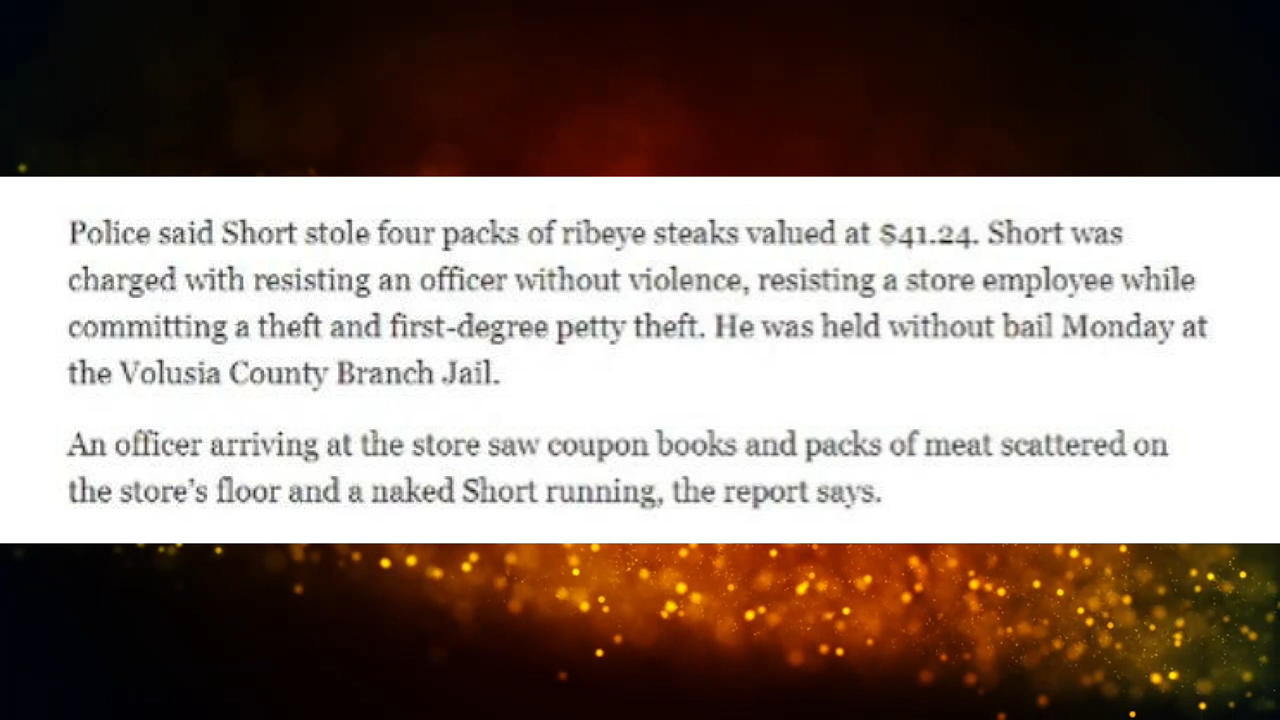 Police said Short stole four packs of ribeye steaks valued at $41.24. Short was
charged with resisting an officer without violence, resisting a store employee while
committing a theft and first-degree petty theft. He was held without bail Monday at
the Volusia County Branch Jail.
An officer arriving at the store saw coupon books and packs of meat scattered on
the store’s floor and a naked Short running, the report says.